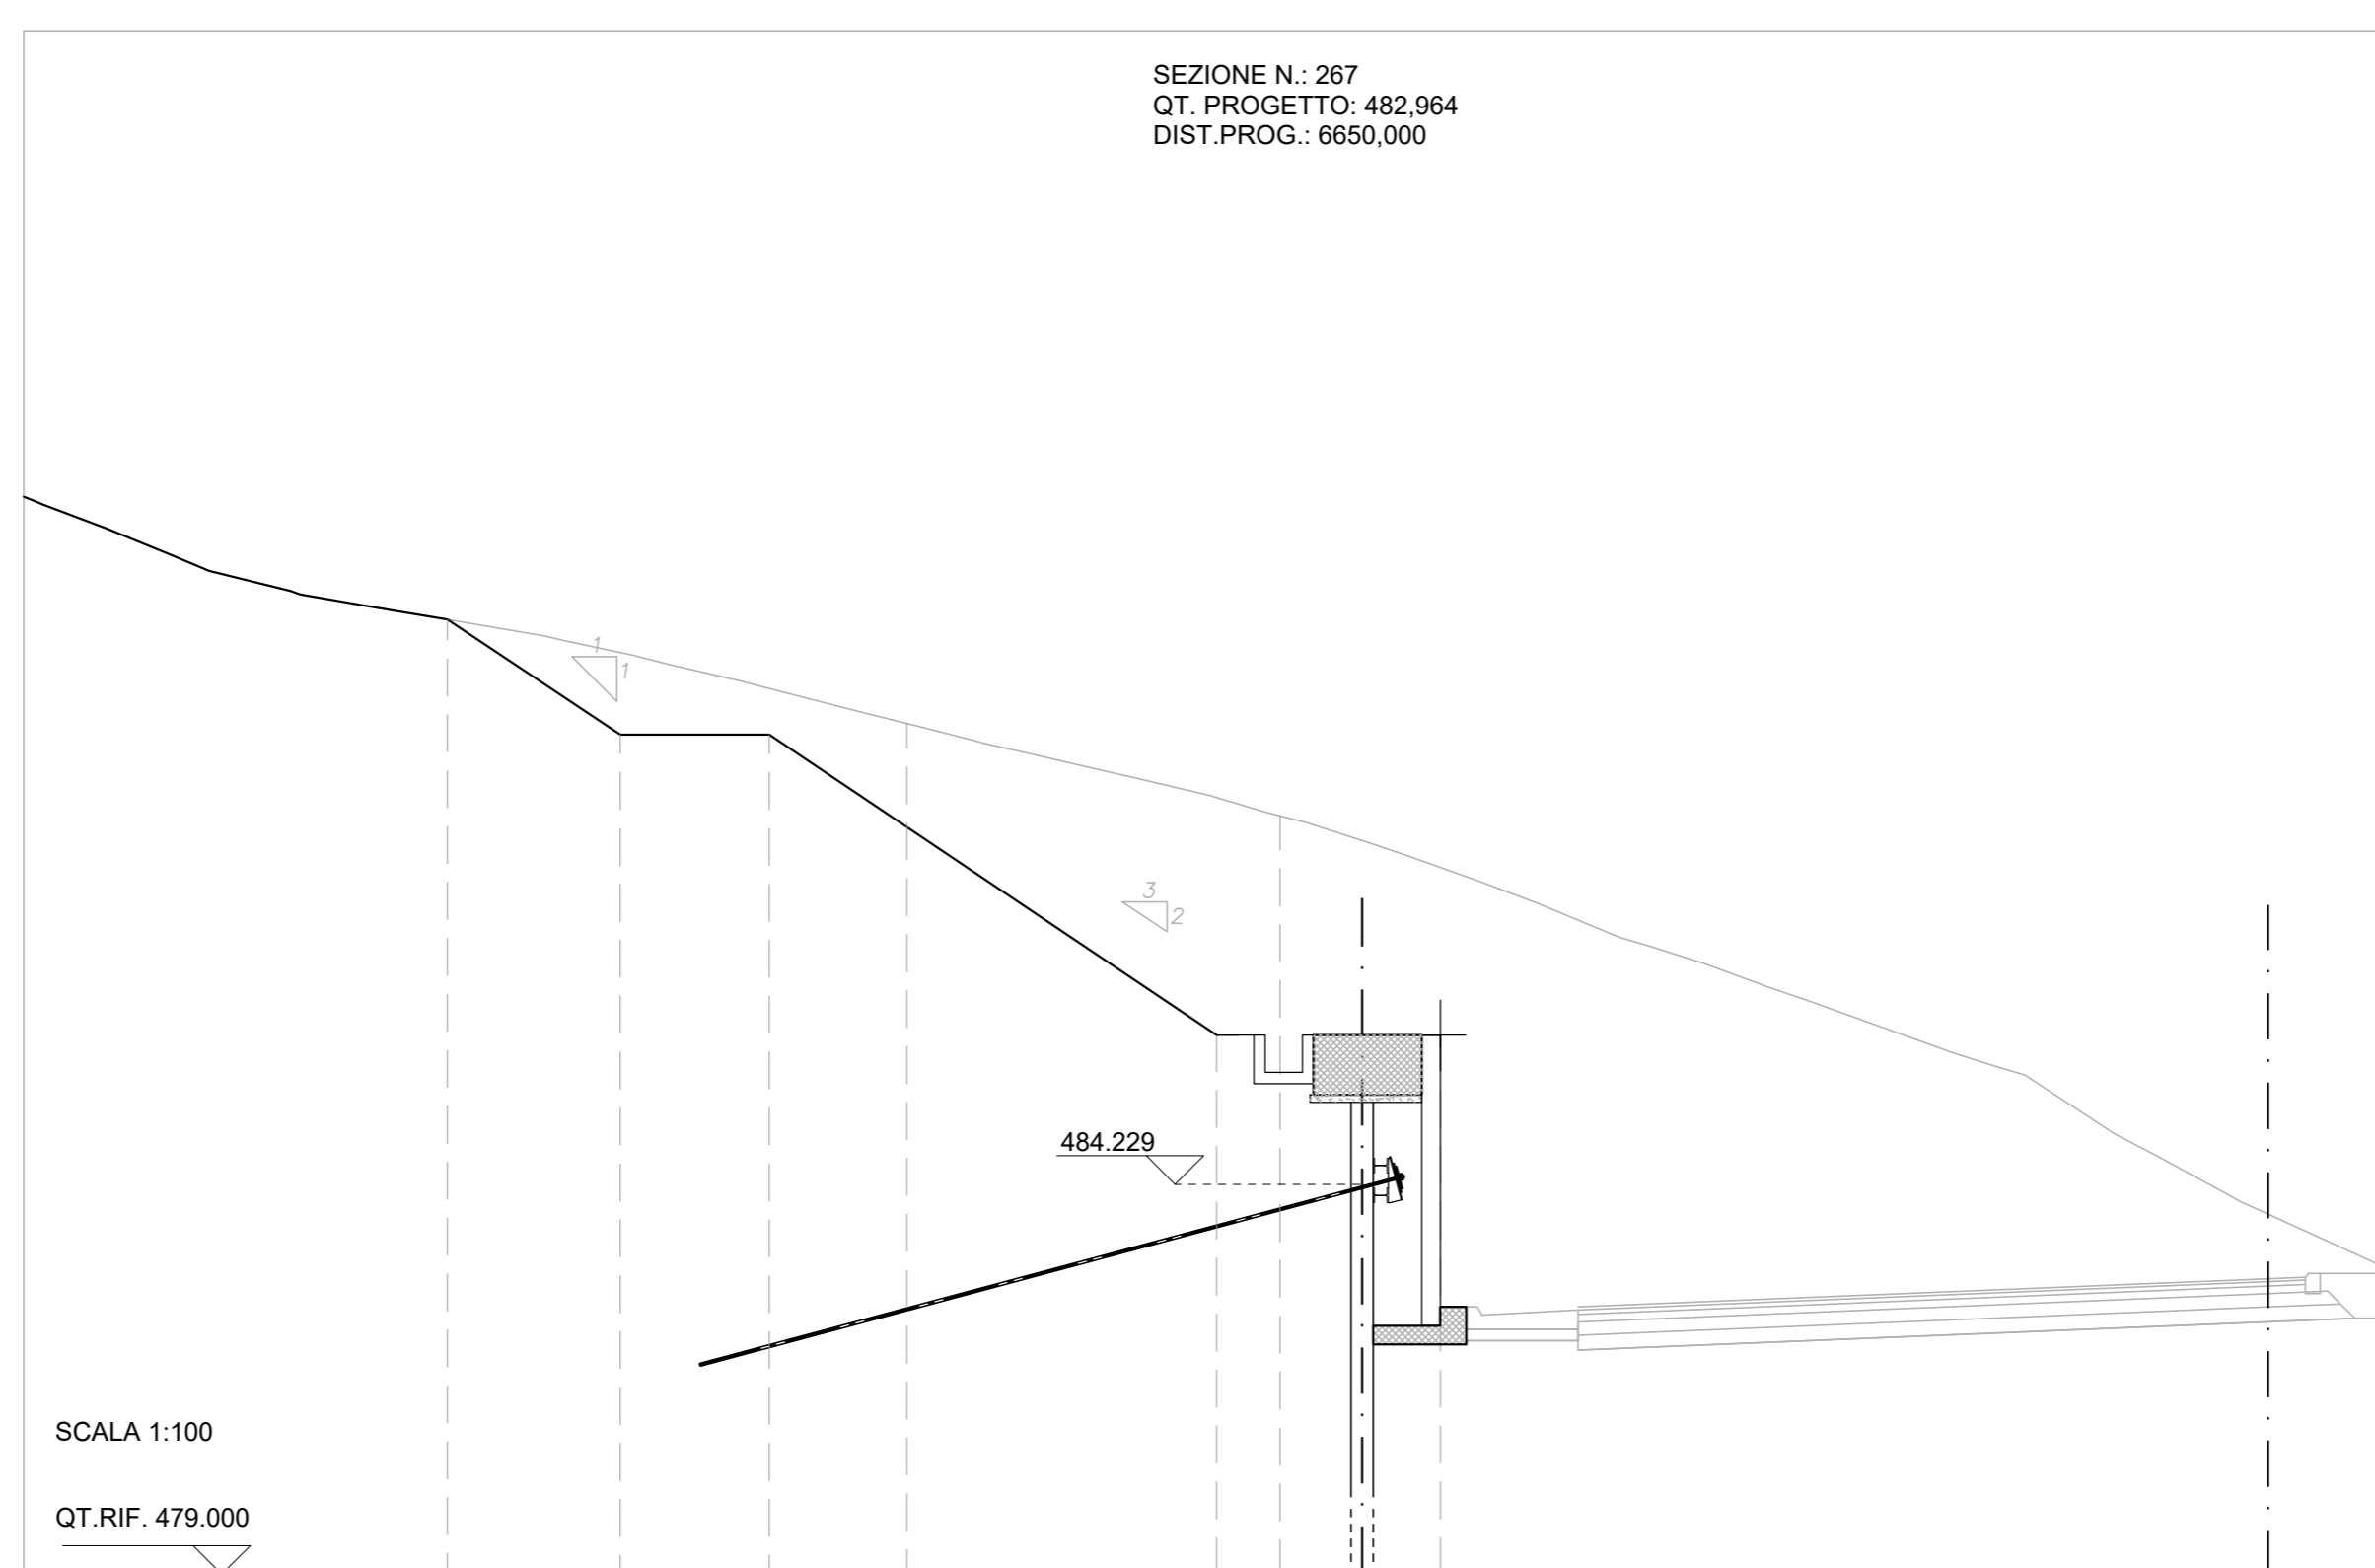 SEZIONE N.: 267
QT. PROGETTO: 482,964
DIST.PROG.: 6650,000
1
1
3
2
484.229
SCALA 1:100
QT.RIF. 479.000